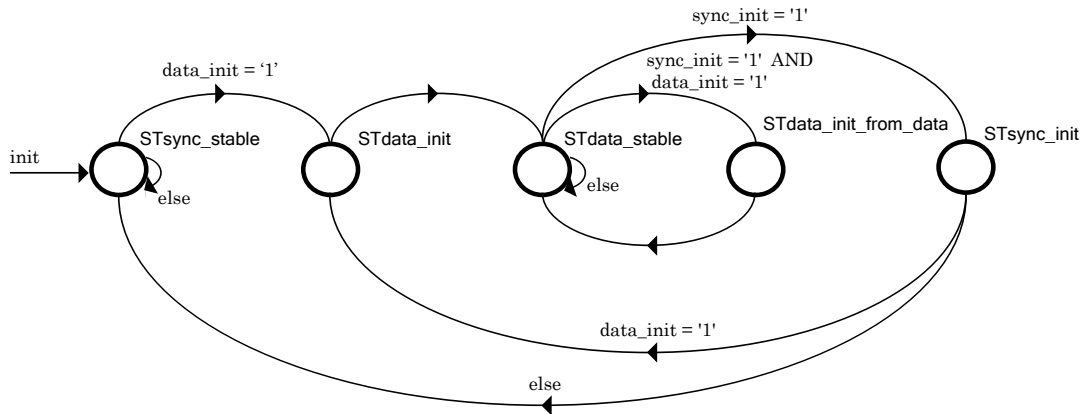 sync_init = '1'
data_init = ‘1’
sync_init = '1' AND
data_init = '1'
STsync_stable
STdata_init
STdata_stable
STdata_init_from_data
STsync_init
init
else
else
data_init = '1'
else